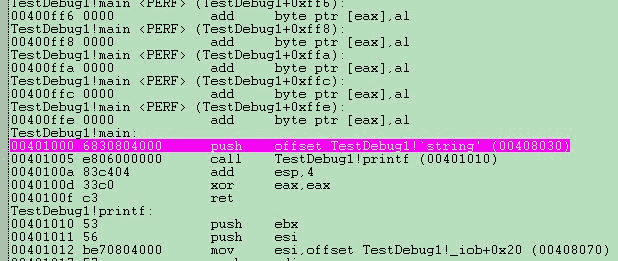 TestDebug1!main <PERF> (TestDebug1+0xff6):
00400ff6 0000 add byte ptr [eax],al
TestDebug1!main <PERF> (TestDebug1+0xff8):
00400ff8 0000 add byte ptr [eax],al
TestDebug1!main <PERF> (TestDebug1+0xffa):
00400ffa 0000 add byte ptr [eax],al
TestDebug1!main <PERF> (TestDebug1+0xffc):
00400ffc 0000 add byte ptr [eax],al
TestDebug1!main <PERF> (TestDebug1+0xffe):
00400ffe 0000 add byte ptr [eax],al
TestDebug1!main:
00401000 6830804000 push offset TestDebug1!`string' (00408030)
00401005 e806000000 call TestDebug1!printf (00401010)
0040100a 83c404 add esp,4
0040100d 33c0 xor eax,eax
0040100f c3 ret
TestDebug1!printf:
00401010 53 push ebx
00401011 56 push esi
00401012 be70804000 mov esi,offset TestDebug1!_iob+0x20 (00408070)